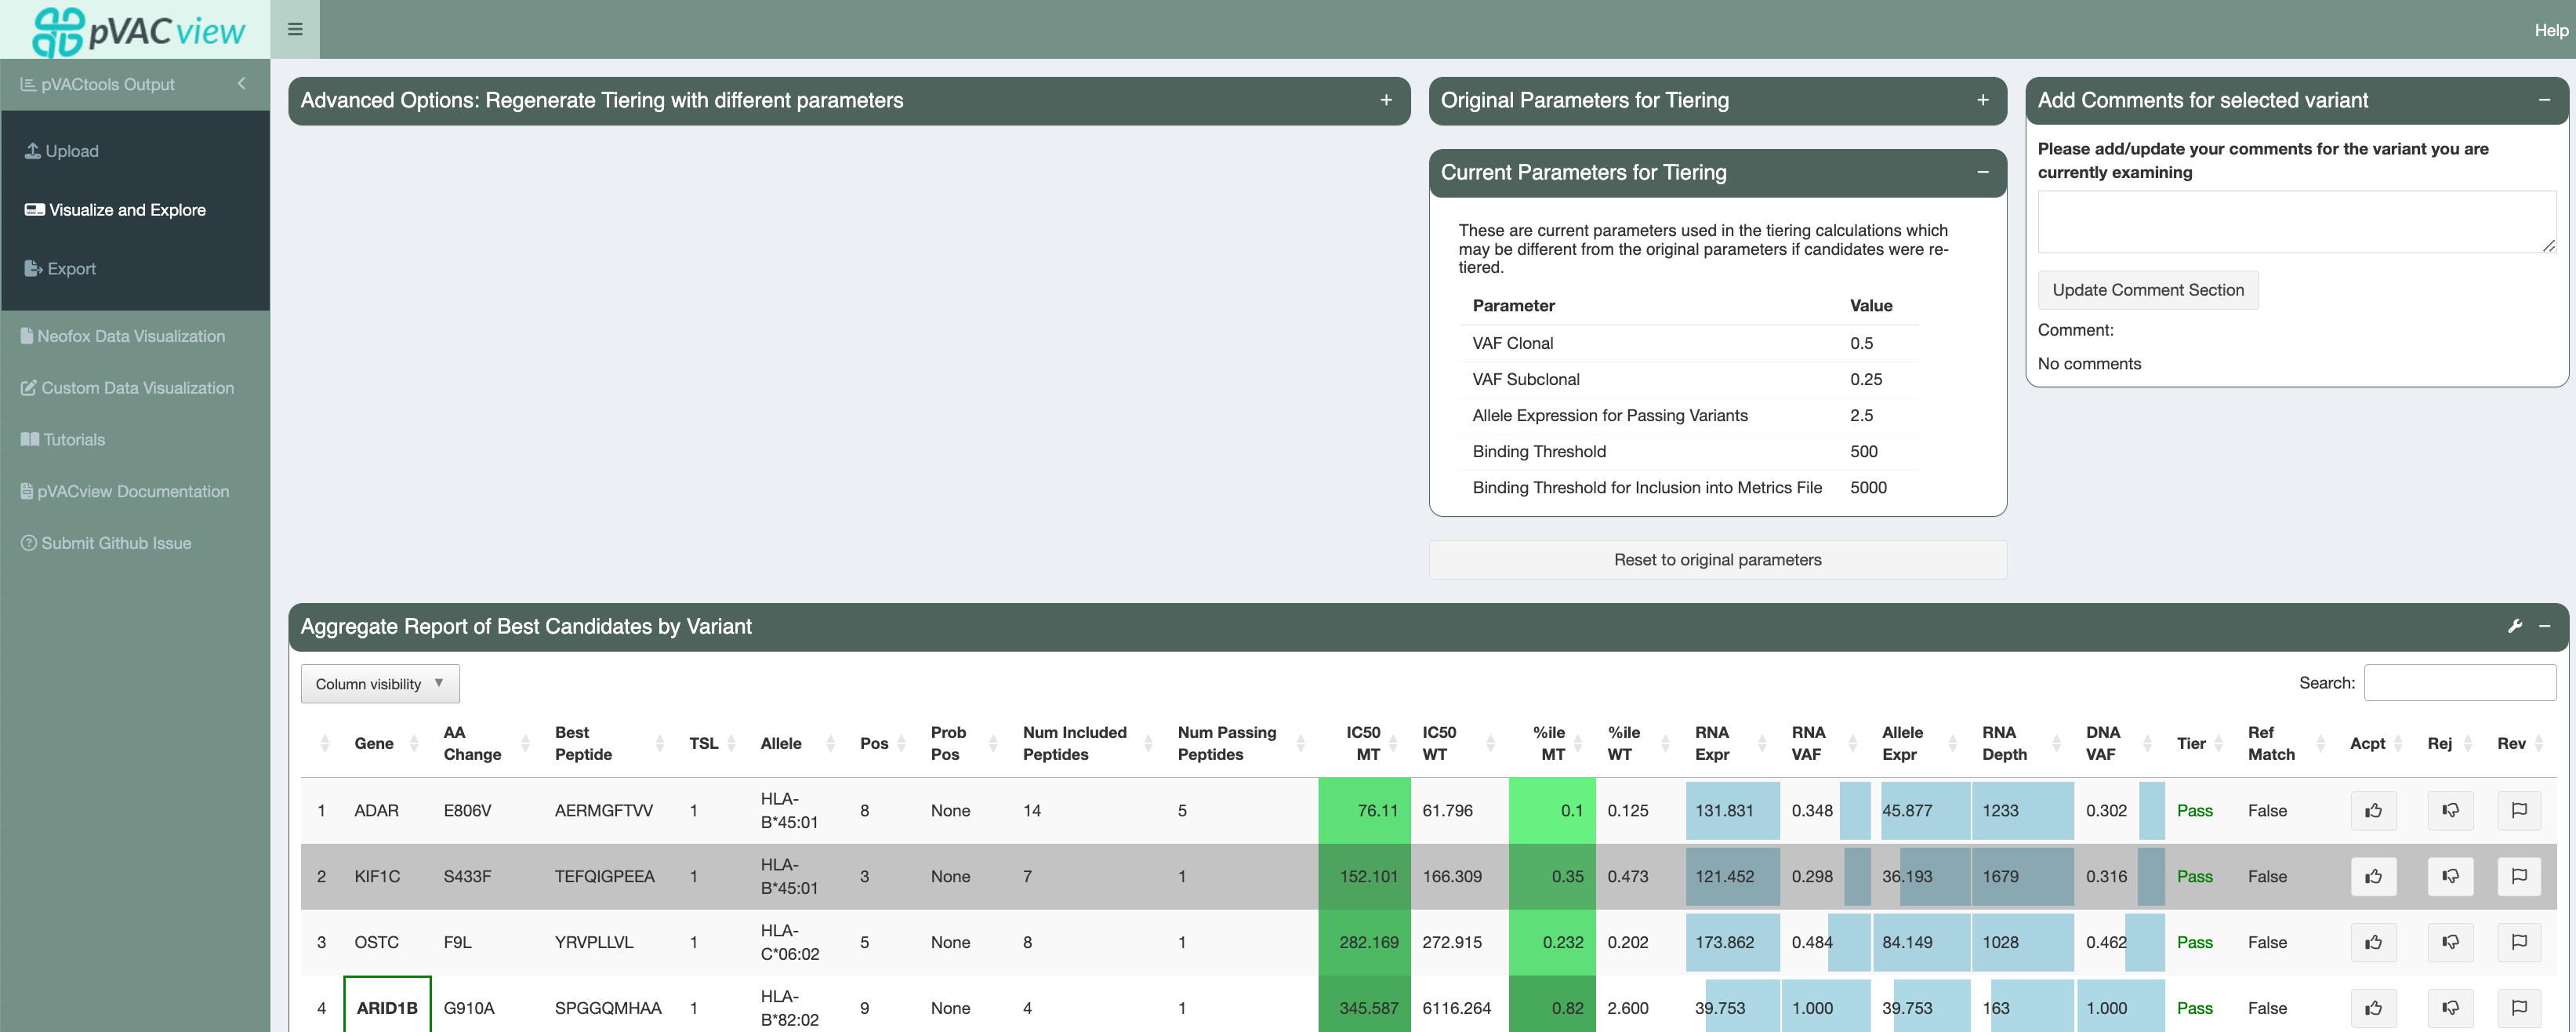 pVACview
Help
pVACtools Output
Upload
Visualize and Explore
Export
Neofox Data Visualization
Custom Data Visualization
Tutorials
pVACview Documentation
Submit Github Issue
Advanced Options: Regenerate Tiering with different parameters
Original Parameters for Tiering
Current Parameters for Tiering
These are current parameters used in the tiering calculations which
may be different from the original parameters if candidates were re-
tiered.
Parameter Value
VAF Clonal 0.5
VAF Subclonal 0.25
Allele Expression for Passing Variants 2.5
Binding Threshold 500
Binding Threshold for Inclusion into Metrics File 5000
Reset to original parameters
Add Comments for selected variant
Please add/update your comments for the variant you are
currently examining
Update Comment Section
Comment:
No comments
Aggregate Report of Best Candidates by Variant
Column visibility
Search:
Gene AA Change Best Peptide TSL Allele Pos Prob Pos Num Included Peptides Num Passing Peptides IC50 MT IC50 WT %ile MT %ile WT RNA Expr RNA VAF Allele Expr RNA Depth DNA VAF Tier Ref Match Acpt Rej Rev
1 ADAR E806V AERMGFTVV 1 HLA-B*45:01 8 None 14 5 76.11 61.796 0.1 0.125 131.831 0.348 45.877 1233 0.302 Pass False
2 KIF1C S433F TEFQIGPEEA 1 HLA-B*45:01 3 None 7 1 152.101 166.309 0.35 0.473 121.452 0.298 36.193 1679 0.316 Pass False
3 OSTC F9L YRVPLLVL 1 HLA-C*06:02 5 None 8 1 282.169 272.915 0.232 0.202 173.862 0.484 84.149 1028 0.462 Pass False
4 ARID1B G910A SPGGQMHAA 1 HLA-B*82:02 9 None 4 1 345.587 6116.264 0.82 2.600 39.753 1.000 39.753 163 1.000 Pass False